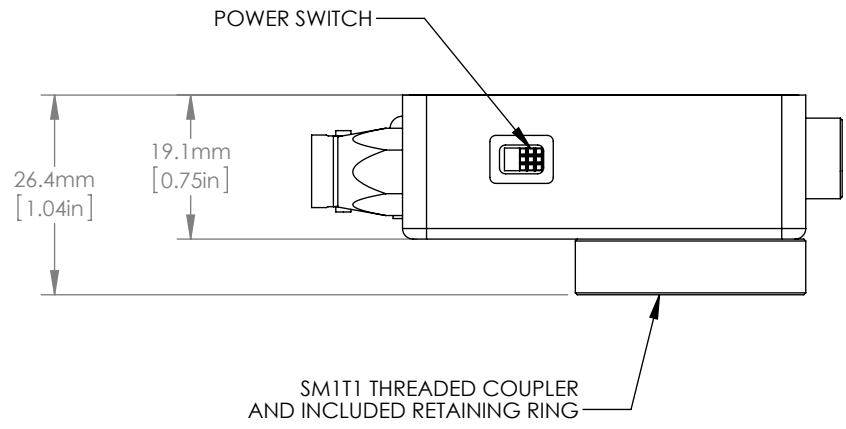 POWER SWITCH
19.1mm
[0.75in]
26.4mm
[1.04in]
SM1T1 THREADED COUPLER
AND INCLUDED RETAINING RING